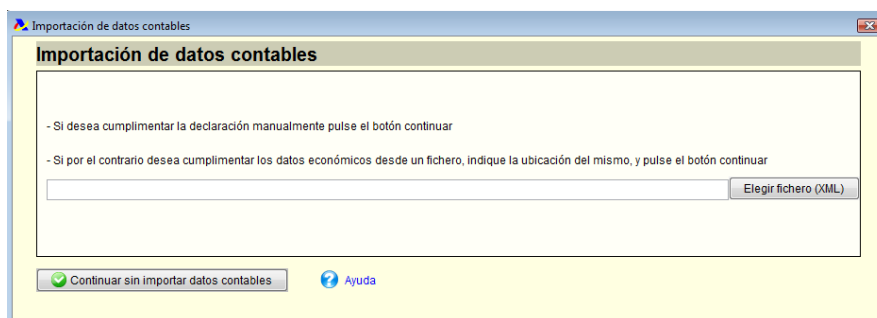 Importación de datos contables
Importación de datos contables
- Si desea cumplimentar la declaración manualmente pulse el botón continuar
- Si por el contrario desea cumplimentar los datos económicos desde un fichero, indique la ubicación del mismo, y pulse el botón continuar
Elegir fichero (XML)
Continuar sin importar datos contables
Ayuda